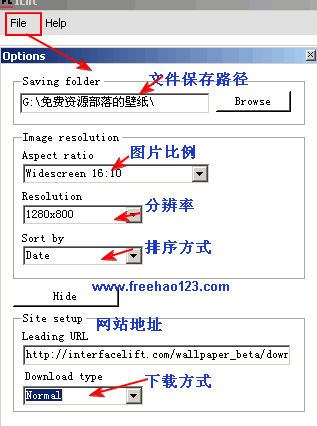 File Help
Options
Saving folder 文件保存路径
G:\免费资源部落的壁纸\ Browse
Image resolution
Aspect ratio 图片比例
Widescreen 16:10
Resolution 分辨率
1280x800
Sort by 排序方式
Date
www.freehao123.com
Hide
Site setup 网站地址
Leading URL
http://interfacelift.com/wallpaper_beta/dowr
Download type 下载方式
Normal